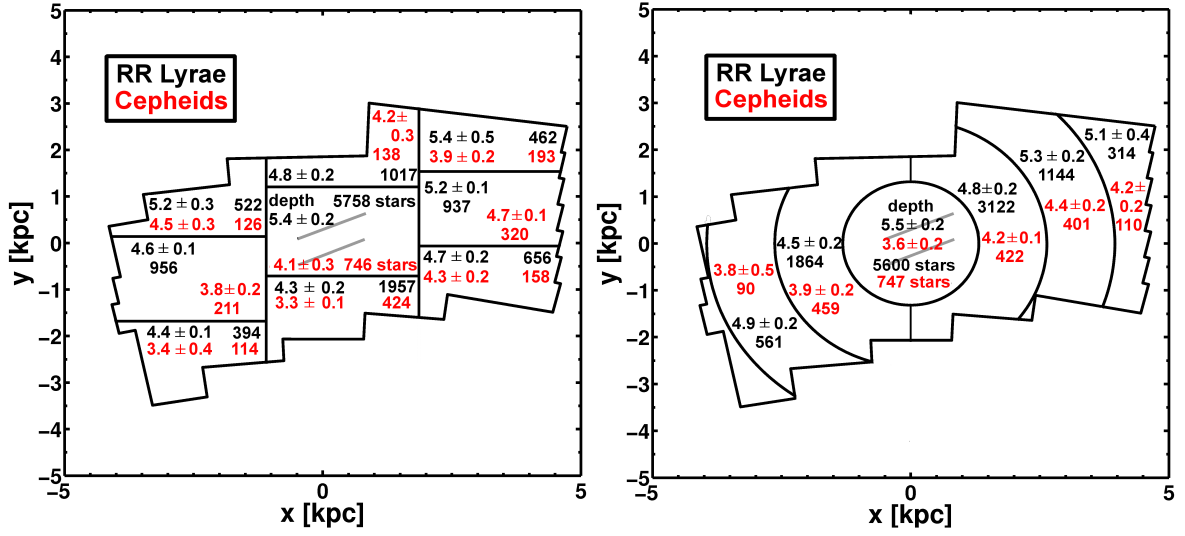 RR Lyrae
Cepheids
4.2 ±
0.3
138
5.4 ± 0.5 462
3.9 ± 0.2 193
4.8 ± 0.2 1017
5.2 ± 0.1
937
4.7 ± 0.1
320
depth 5758 stars
5.4 ± 0.2
4.1 ± 0.3 746 stars
5.2 ± 0.3 522
4.5 ± 0.3 126
4.6 ± 0.1
956
3.8 ± 0.2
211
4.7 ± 0.2 656
4.3 ± 0.2 158
4.3 ± 0.2 1957
3.3 ± 0.1 424
4.4 ± 0.1 394
3.4 ± 0.4 114
5
4
3
2
1
0
−1
−2
−3
−4
−5
y [kpc]
−5 0 5
x [kpc]
RR Lyrae
Cepheids
5.1 ± 0.4
314
5.3 ± 0.2
1144
4.8 ± 0.2
3122
4.2 ±
0.2
110
4.4 ± 0.2
401
4.2 ± 0.1
422
depth
5.5 ± 0.2
3.6 ± 0.2
5600 stars
747 stars
4.5 ± 0.2
1864
3.8 ± 0.5
90
3.9 ± 0.2
459
4.9 ± 0.2
561
5
4
3
2
1
0
−1
−2
−3
−4
−5
y [kpc]
−5 0 5
x [kpc]